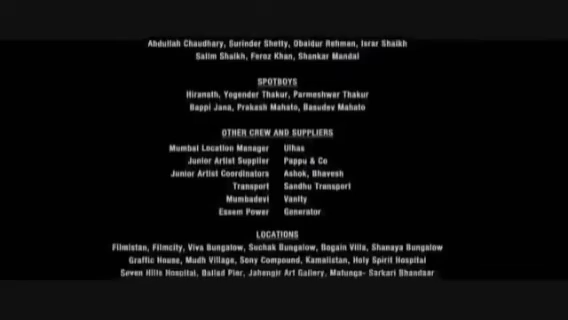 Abdullah Chaudhary, Surinder Shetty, Obaidur Rehman, Israr Shaikh
Salim Shaikh, Feroz Khan, Shankar Mandal
SPOTBOYS
Hiranath, Yogender Thakur, Parmeshwer Thakur
Bappi Jana, Prakash Mahato, Basudev Mahato
OTHER CREW AND SUPPLIERS
Mumbai Location Manager Ulhas
Junior Artist Supplier Pappu & Co
Junior Artist Coordinators Ashok, Bhavesh
Transport Sandhu Transport
Mumbadevi Vanity
Essem Power Generator
LOCATIONS
Filmistan, Filmcity, Viva Bungalow, Suchak Bungalow, Bogain Villa, Shanaya Bungalow
Graffic House, Mudh Village, Sony Compound, Kamalistan, Holy Spirit Hospital
Seven Hills Hospital, Ballad Pier, Jahangir Art Gallery, Matunga- Sarkari Bhandaar